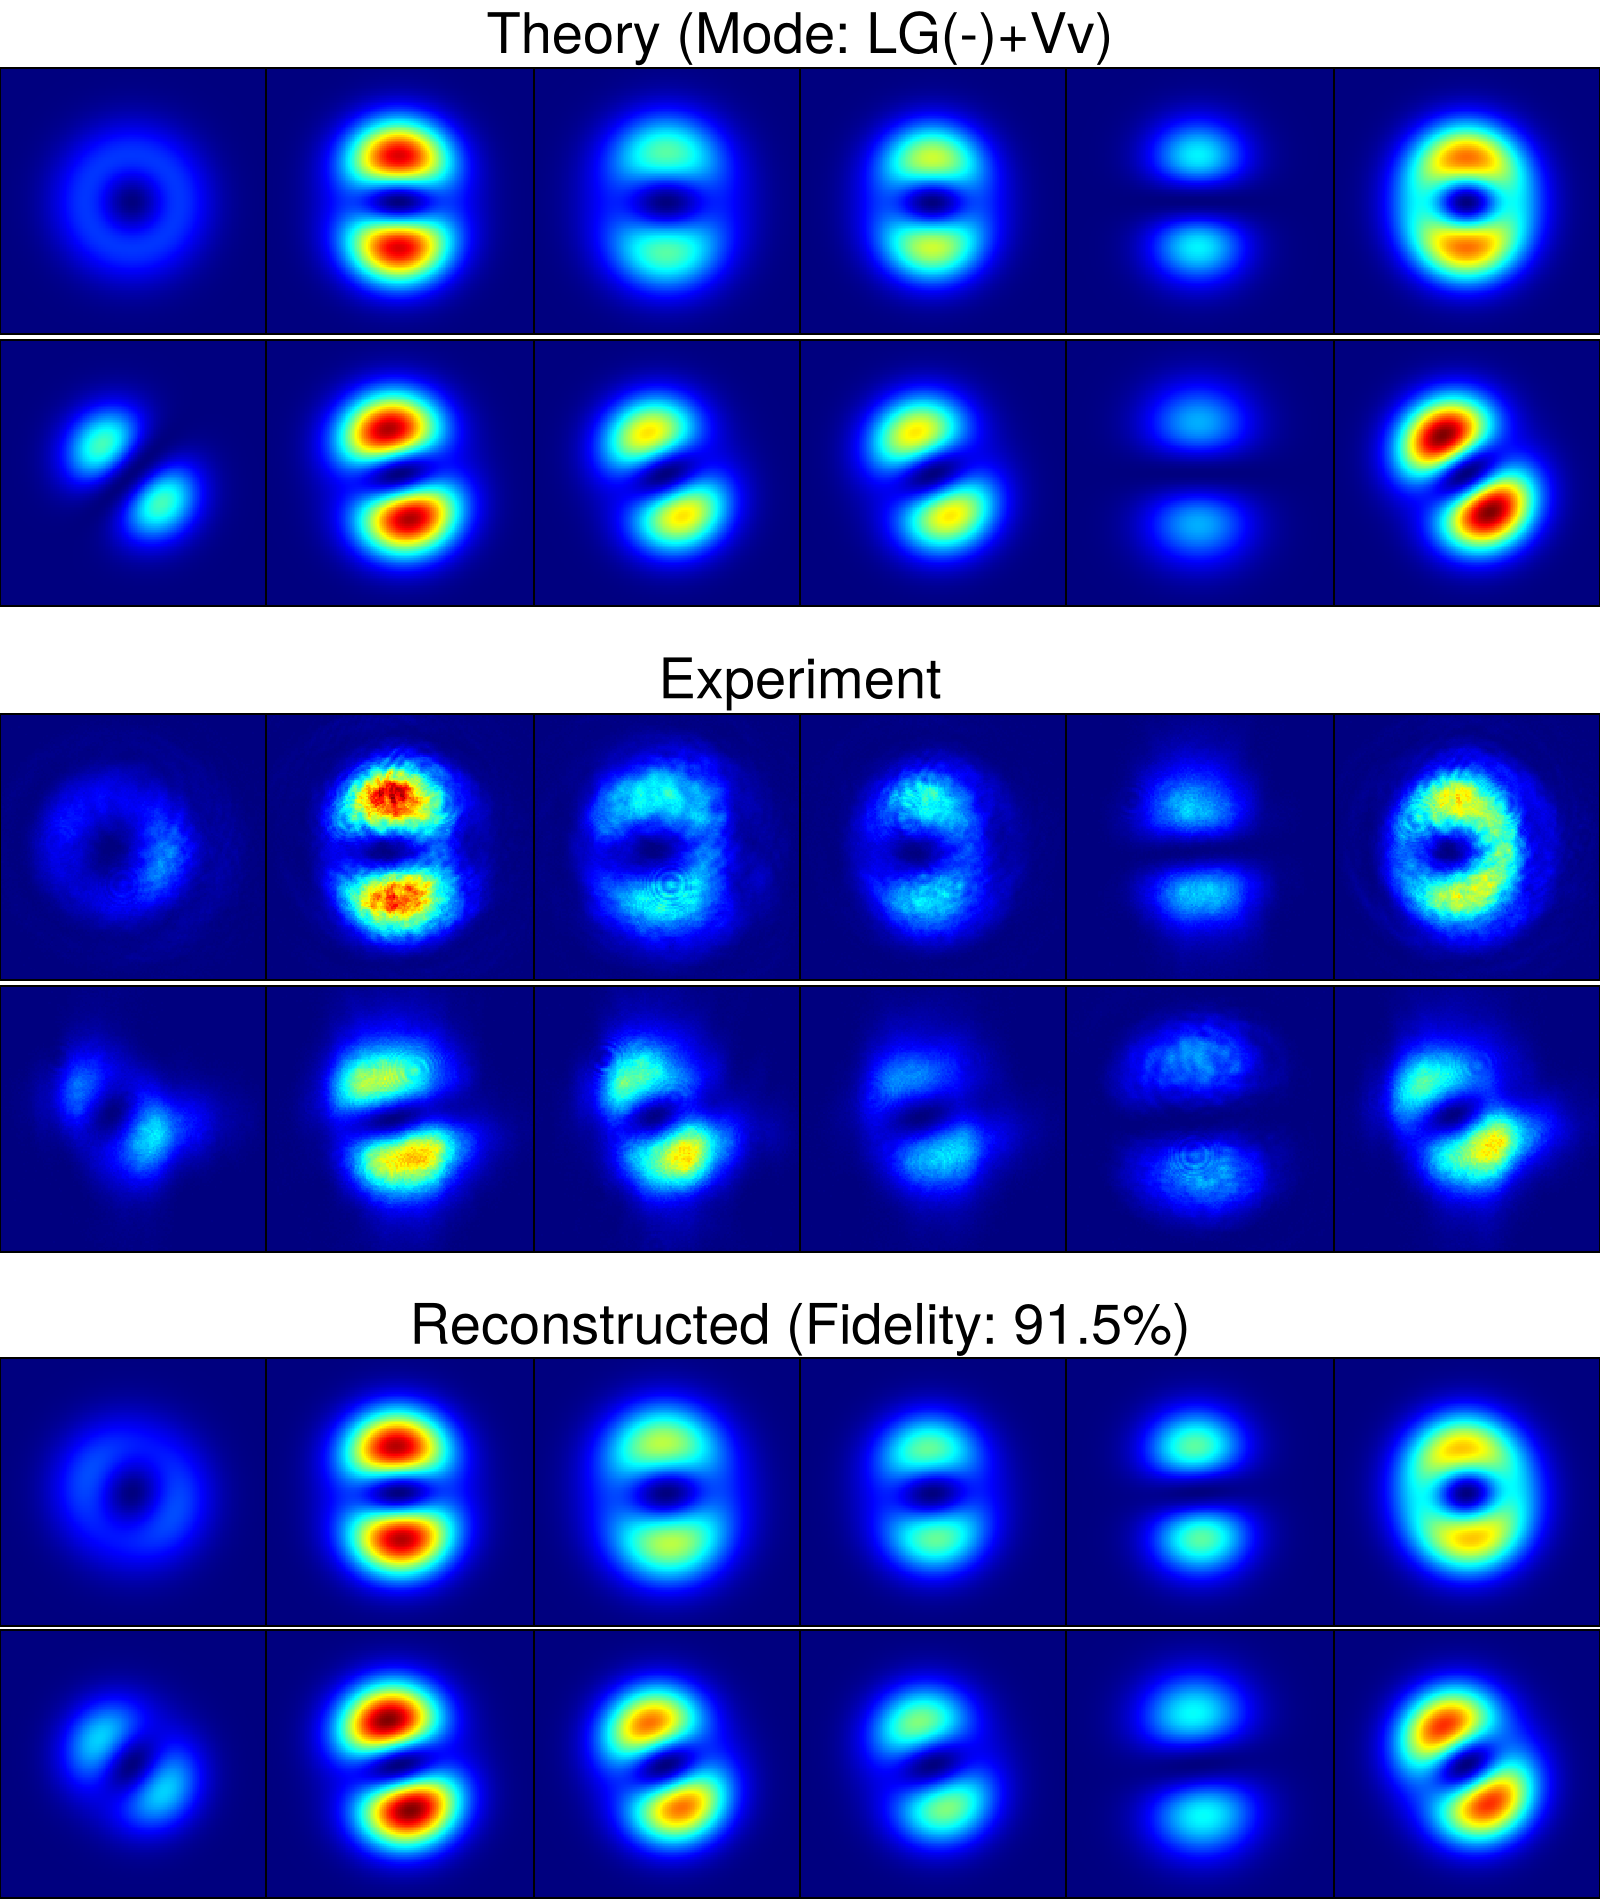 Theory (Mode: LG(-)+Vv)
Experiment
Reconstructed (Fidelity: 91.5%)